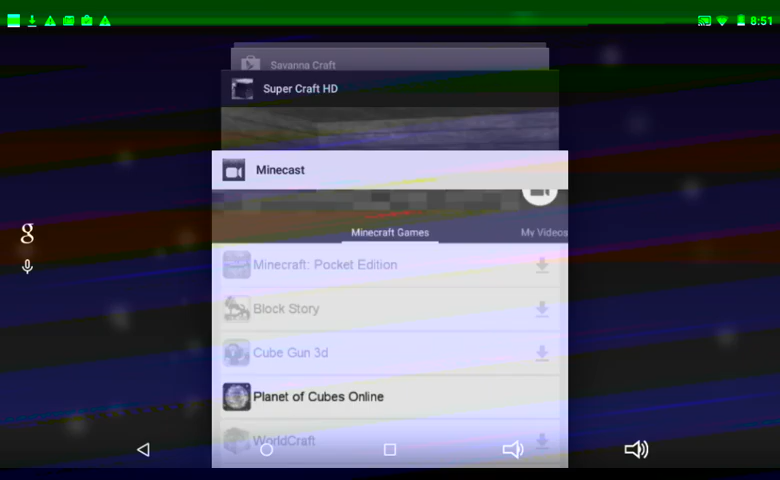 8:51
Savanna Craft
Super Craft HD
Minecast
Minecraft Games
My Videos
g
Minecraft: Pocket Edition
Block Story
Cube Gun 3d
Planet of Cubes Online
WorldCraft